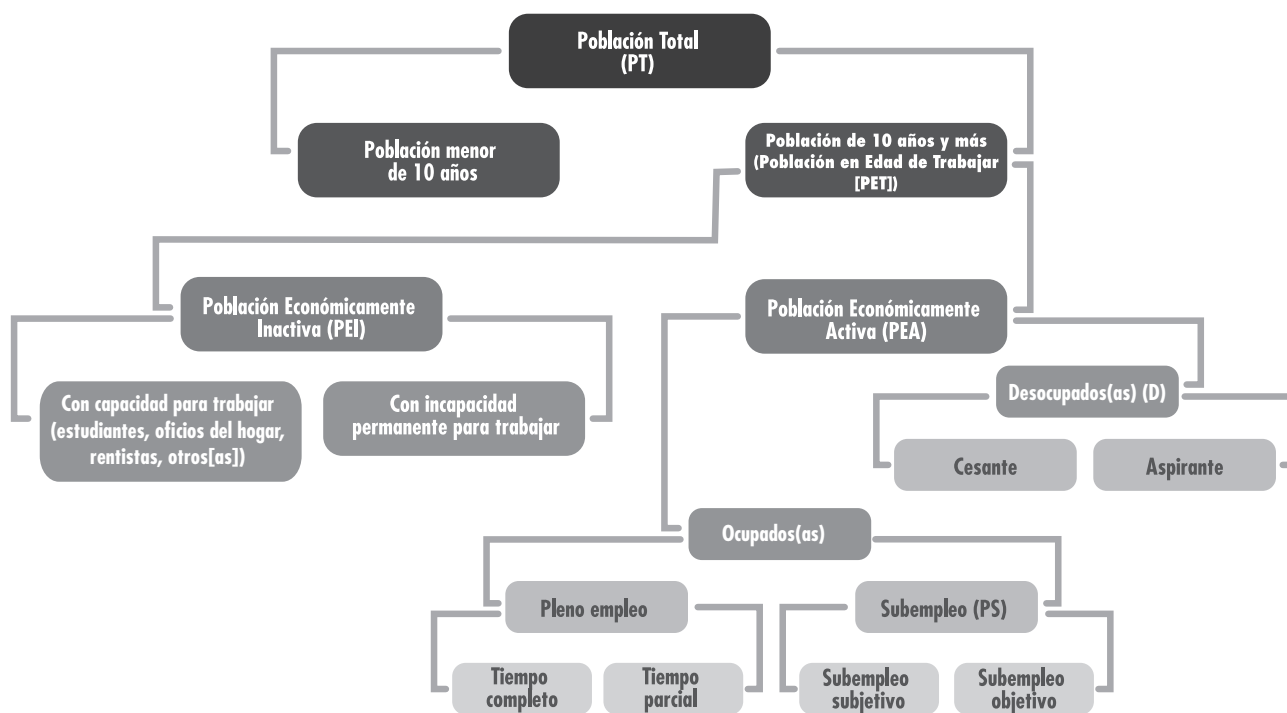 Población Total
(PT)
Población menor
de 10 años
Población de 10 años y más
(Población en Edad de Trabajar
[PET])
Población Económicamente
Inactiva (PEI)
Población Económicamente
Activa (PEA)
Con capacidad para trabajar
(estudiantes, oficios del hogar,
rentistas, otros[as])
Con incapacidad
permanente para trabajar
Desocupados(as) (D)
Cesante
Aspirante
Ocupados(as)
Pleno empleo
Subempleo (PS)
Tiempo
completo
Tiempo
parcial
Subempleo
subjetivo
Subempleo
objetivo